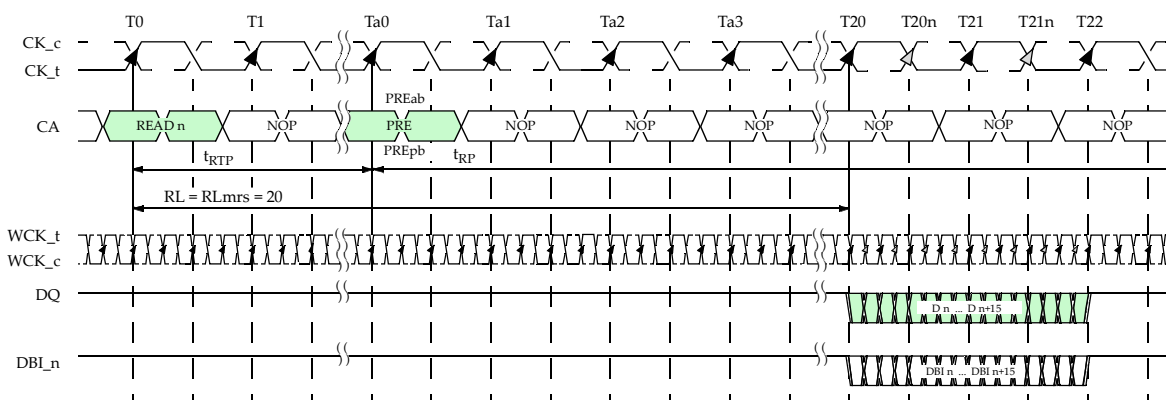 T0 T1 Ta0 Ta1 Ta2 Ta3 T20 T20n T21 T21n T22
CK_c
CK_t
PREab
CA READ n NOP PRE NOP NOP NOP NOP NOP NOP
PREpb
tRTP tRP
RL = RLmrs = 20
WCK_t
WCK_c
DQ
D n ... D n+15
DBI_n
DBI n ... DBI n+15